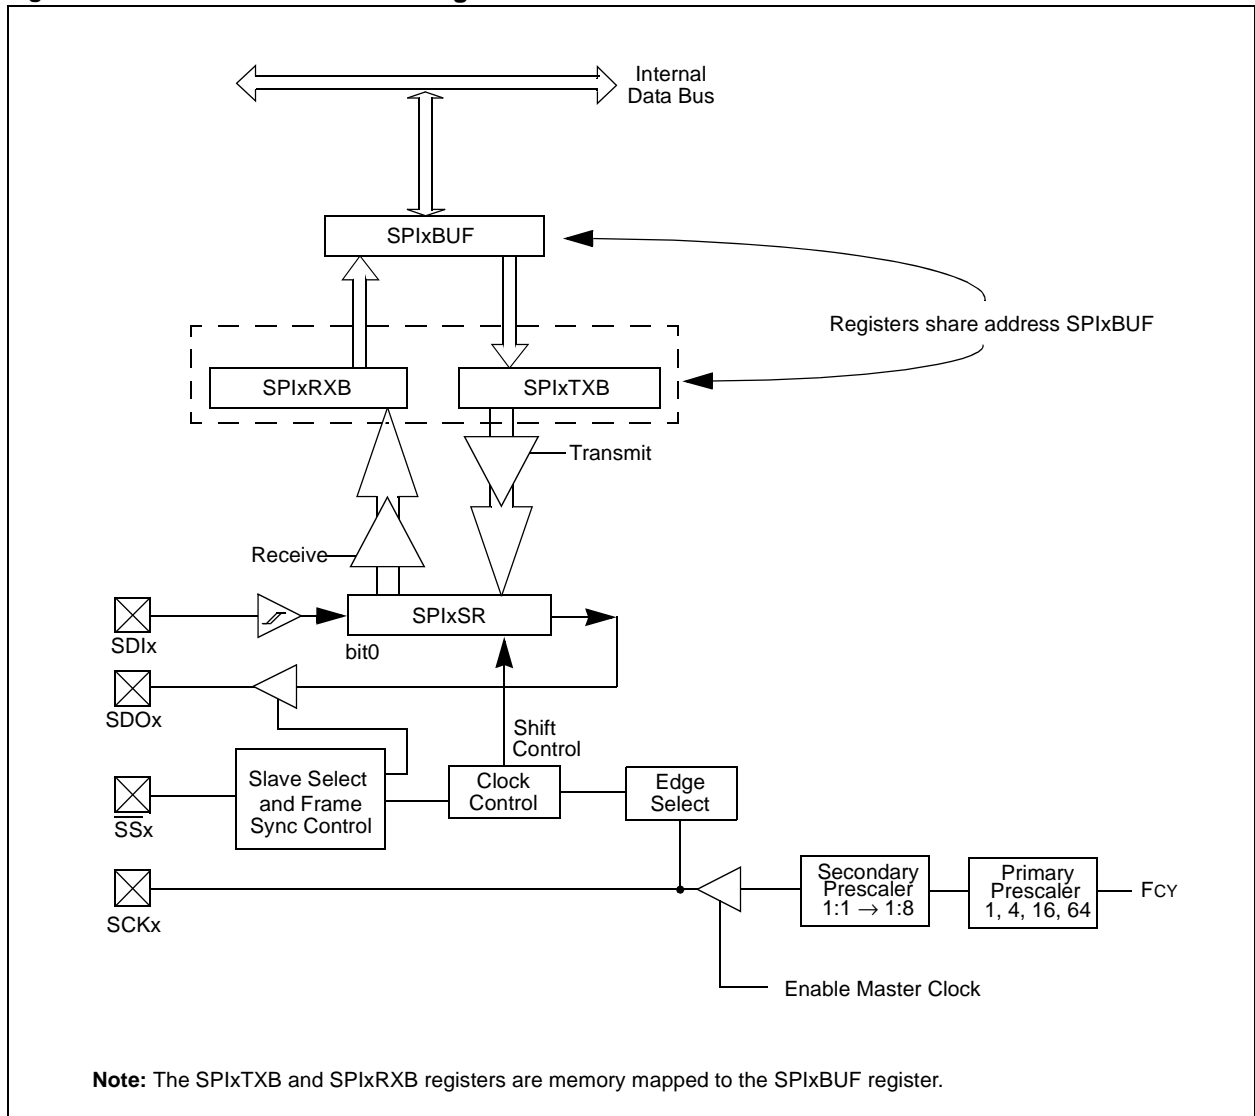 Internal
Data Bus
SPIxBUF
Registers share address SPIxBUF
SPIxRXB
SPIxTXB
Transmit
Receive
SPIxSR
SDIx
bit0
SDOx
Shift
Control
Slave Select
and Frame
Sync Control
Clock
Control
Edge
Select
SSx
Secondary
Prescaler
1:1 → 1:8
Primary
Prescaler
1, 4, 16, 64
FCY
SCKx
Enable Master Clock
Note: The SPIxTXB and SPIxRXB registers are memory mapped to the SPIxBUF register.